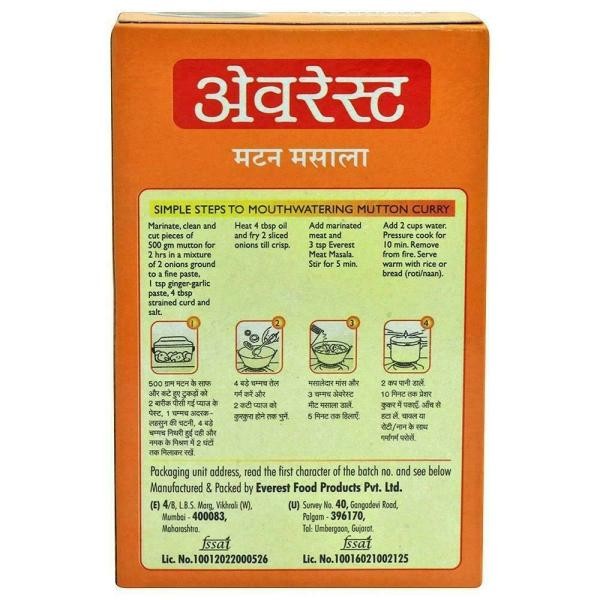 अेवरेस्ट
मटन मसाला
SIMPLE STEPS TO MOUTHWATERING MUTTON CURRY
Marinate, clean and
cut pieces of
500 gm mutton for
2 hrs in a mixture
of 2 onions ground
to a fine paste,
1 tsp ginger-garlic
paste, 4 tbsp
strained curd and
salt.
Heat 4 tbsp oil
and fry 2 sliced
onions till crisp.
Add marinated
meat and
3 tsp Everest
Meat Masala.
Stir for 5 min.
Add 2 cups water.
Pressure cook for
10 min. Remove
from fire. Serve
warm with rice or
bread (roti/naan).
1
2
3
4
500 ग्राम मटन के साफ
और कटे हुए टुकड़ों को
2 बारीक पीसी गई प्याज के
पेस्ट, 1 चम्मच अदरक-
लहसुन की चटनी, 4 बड़े
चम्मच निथरी हुई दही और
नमक के मिश्रण में 2 घंटों
तक मिलाकर रखें.
4 बड़े चम्मच तेल
गर्म करें और
2 कटी प्याज को
कुरकुरा होने तक भुनें.
मसालेदार मांस और
3 चम्मच अेवरेस्ट
मीट मसाला डालें.
5 मिनट तक हिलाएँ.
2 कप पानी डालें.
10 मिनट तक प्रेशर
कुकर में पकाएँ. आँच से
हटा लें. चावल या
रोटी/नान के साथ
गर्मागर्म परोसें.
Packaging unit address, read the first character of the batch no. and see below
Manufactured & Packed by Everest Food Products Pvt. Ltd.
(E) 4/B, L.B.S. Marg, Vikhrali (W),
Mumbai - 400083,
Maharashtra.
fssai
Lic. No.10012022000526
(U) Survey No. 40, Gangadevi Road,
Palgam - 396170,
Tal: Umbergaon, Gujarat.
fssai
Lic. No.10016021002125